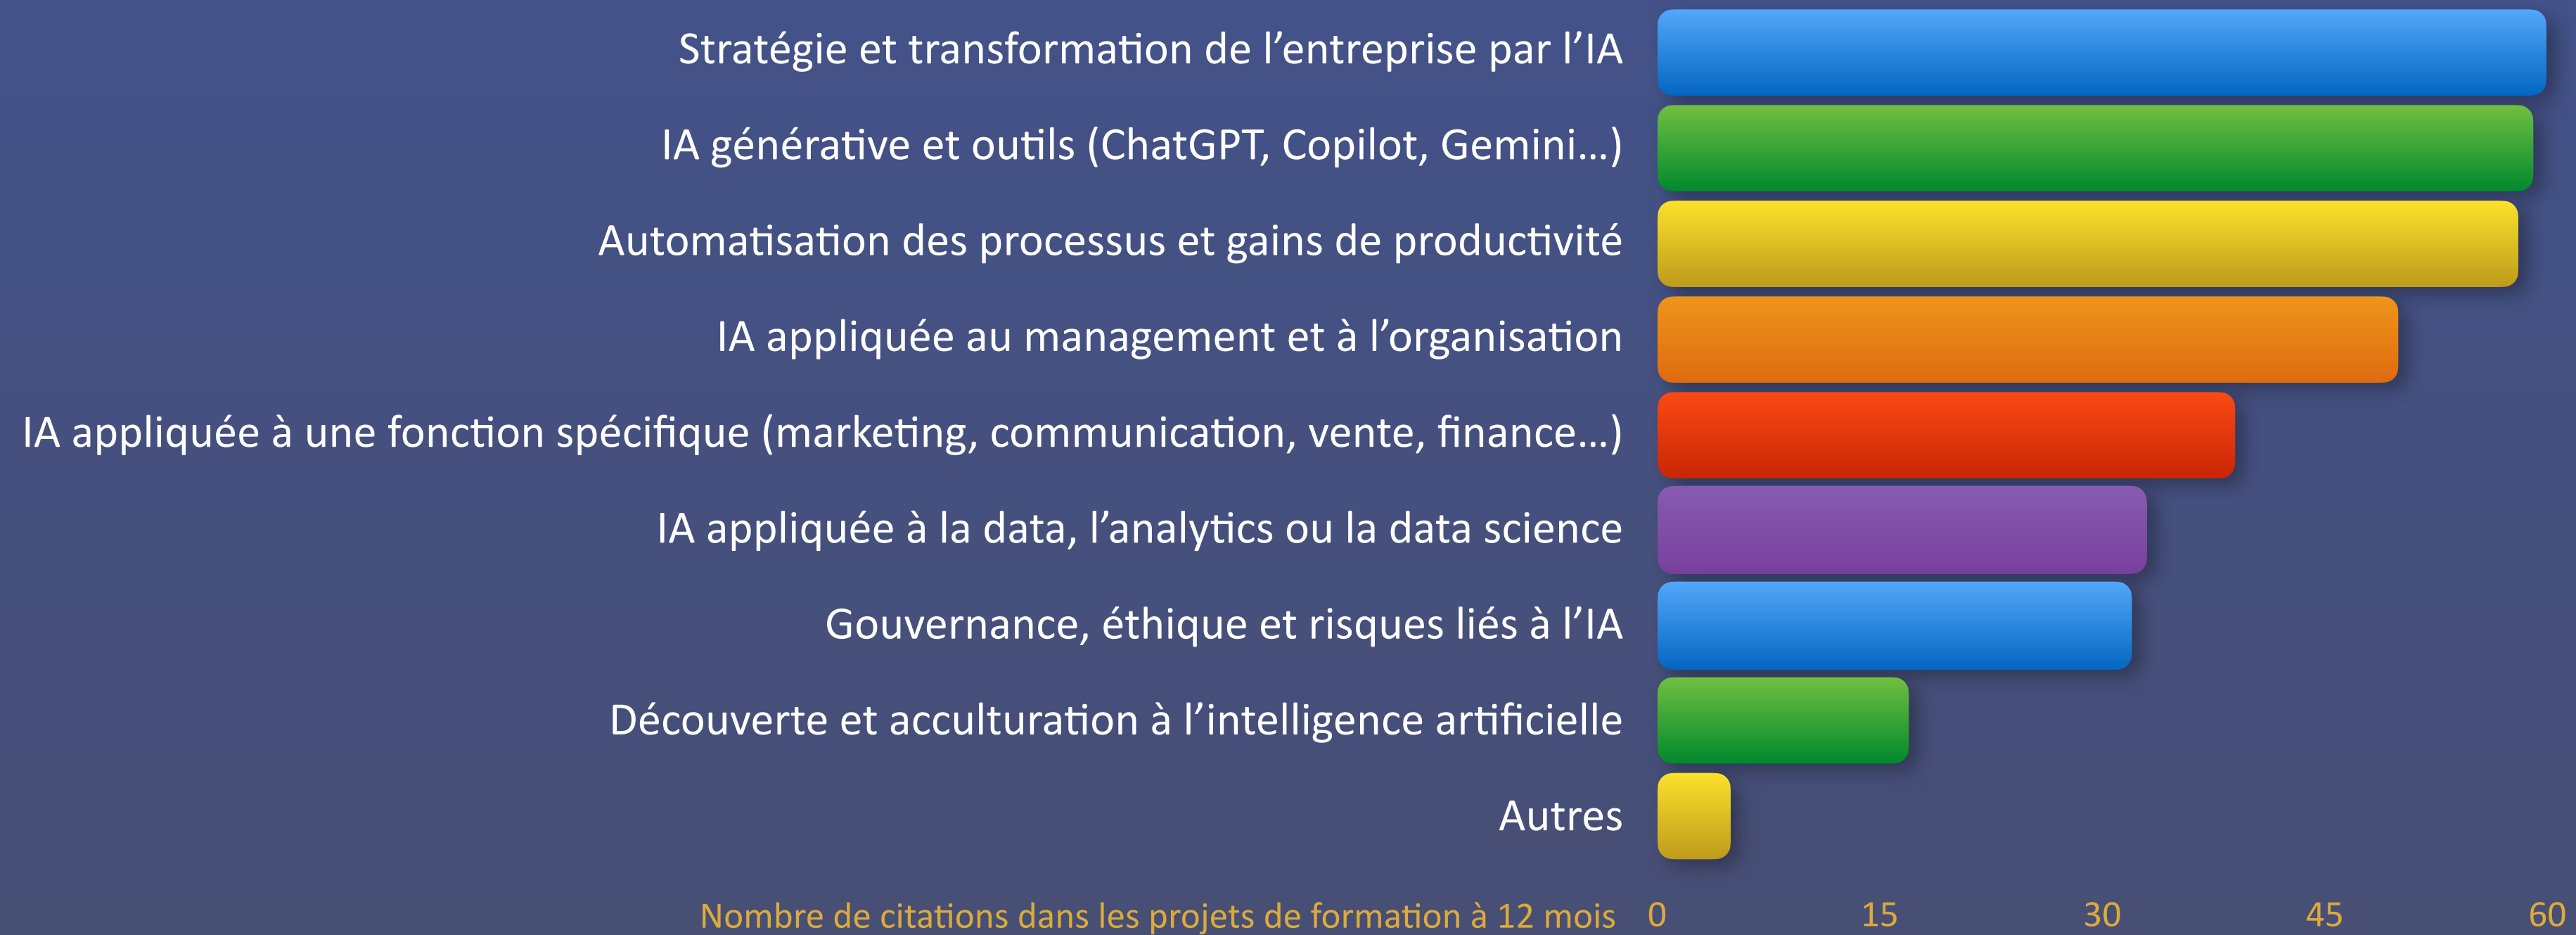 Stratégie et transformation de l’entreprise par l’IA
IA générative et outils (ChatGPT, Copilot, Gemini…)
Automatisation des processus et gains de productivité
IA appliquée au management et à l’organisation
IA appliquée à une fonction spécifique (marketing, communication, vente, finance…)
IA appliquée à la data, l’analytics ou la data science
Gouvernance, éthique et risques liés à l’IA
Découverte et acculturation à l’intelligence artificielle
Autres
Nombre de citations dans les projets de formation à 12 mois 0 15 30 45 60